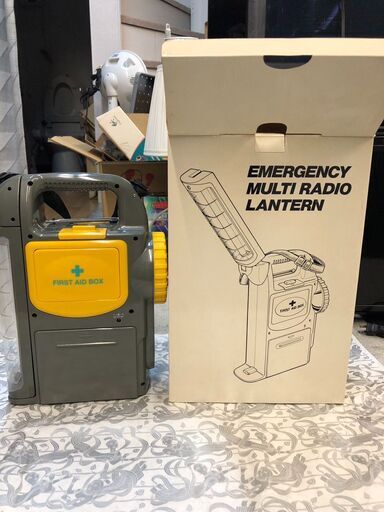 EMERGENCY
MULTI RADIO
LANTERN
FIRST AID BOX
FIRST AID BOX